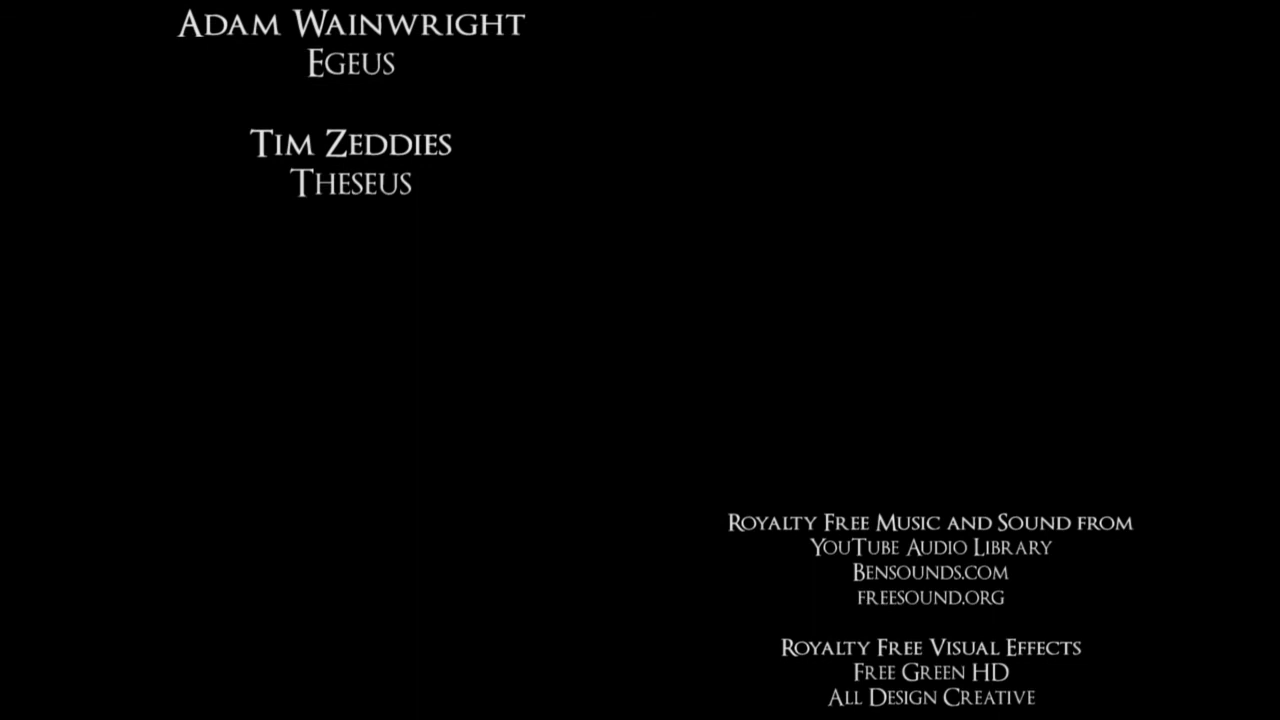 Adam Wainwright
Egeus
Tim Zeddies
Theseus
Royalty Free Music and Sound from
YouTube Audio Library
Bensounds.com
freesound.org
Royalty Free Visual Effects
Free Green HD
All Design Creative